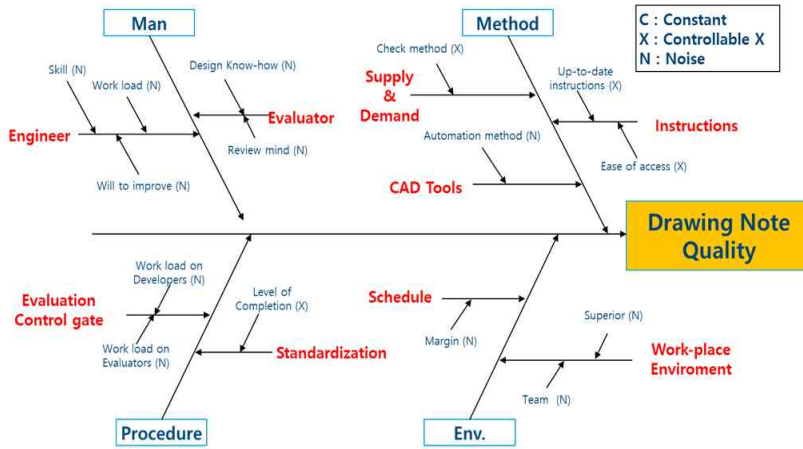 Man
Method
C : Constant
X : Controllable X
N : Noise
Skill (N)
Work load (N)
Design Know-how (N)
Engineer
Evaluator
Will to improve (N)
Review mind (N)
Check method (X)
Supply
&
Demand
Up-to-date
instructions (X)
Instructions
Automation method (N)
Ease of access (X)
CAD Tools
Drawing Note
Quality
Work load on
Developers (N)
Evaluation
Control gate
Level of
Completion (X)
Work load on
Evaluators (N)
Standardization
Schedule
Margin (N)
Superior (N)
Work-place
Enviroment
Team (N)
Procedure
Env.